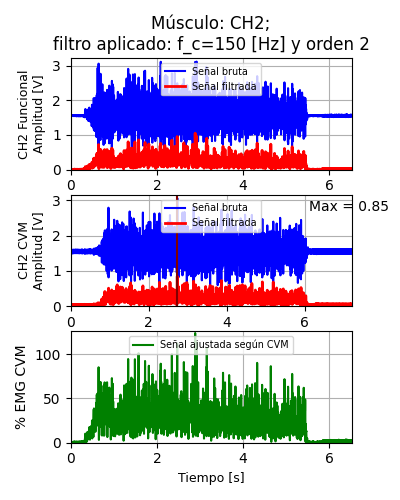 Músculo: CH2;
filtro aplicado: f_c=150 [Hz] y orden 2
CH2 Funcional
Amplitud [V]
3
2
1
0
Señal bruta
Señal filtrada
0 2 4 6
CH2 CVM
Amplitud [V]
3
2
1
0
Señal bruta
Señal filtrada
Max = 0.85
0 2 4 6
% EMG CVM
100
50
0
Señal ajustada según CVM
0 2 4 6
Tiempo [s]